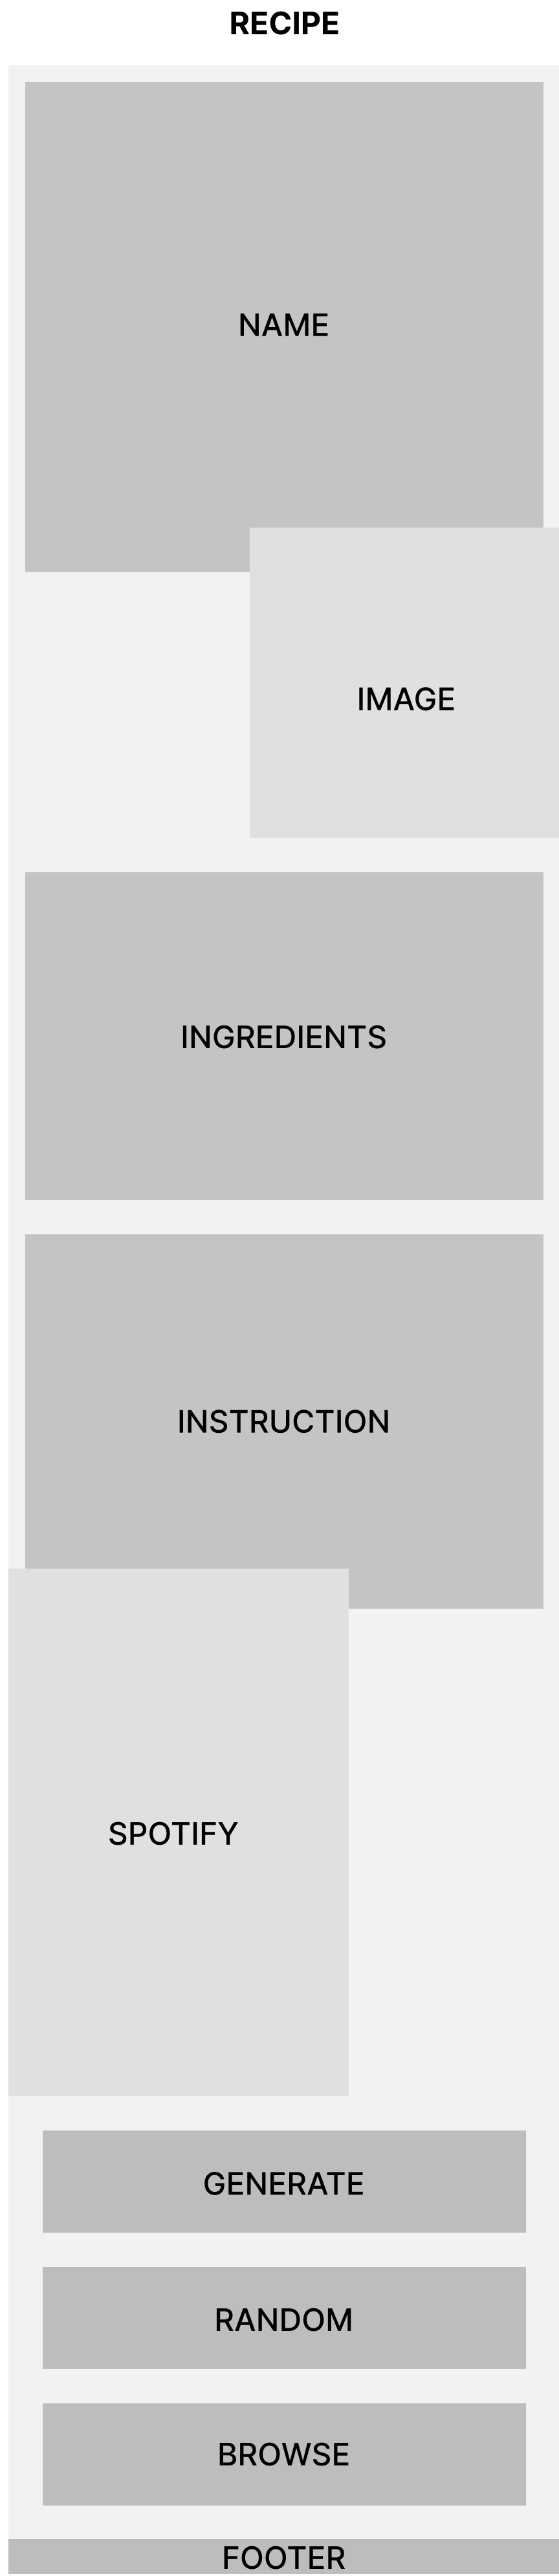 RECIPE
NAME
IMAGE
INGREDIENTS
INSTRUCTION
SPOTIFY
GENERATE
RANDOM
BROWSE
FOOTER